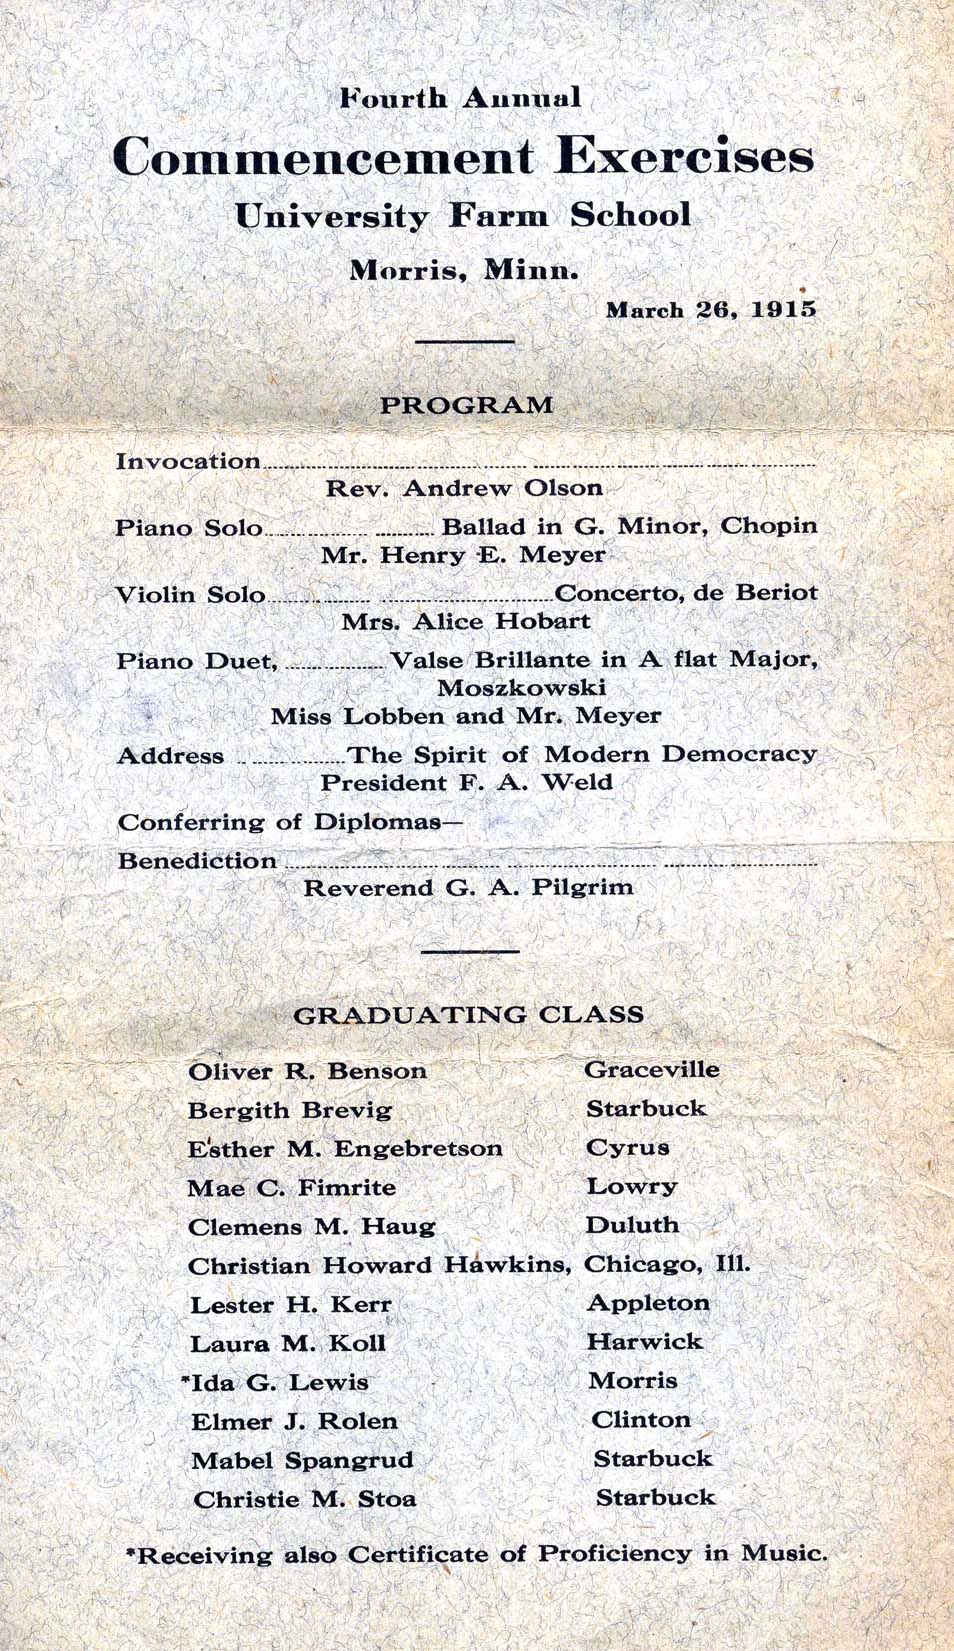 Fourth Annual
Commencement Exercises
University Farm School
Morris, Minn.
March 26, 1915
PROGRAM
Invocation
Rev. Andrew Olson
Piano Solo Ballad in G. Minor, Chopin
Mr. Henry E. Meyer
Violin Solo Concerto, de Beriot
Mrs. Alice Hobart
Piano Duet, Valse Brillante in A flat Major,
Moszkowski
Miss Lobben and Mr. Meyer
Address The Spirit of Modern Democracy
President F. A. Weld
Conferring of Diplomas—
Benediction
Reverend G. A. Pilgrim
GRADUATING CLASS
Oliver R. Benson Graceville
Bergith Brevig Starbuck
Esther M. Engebretson Cyrus
Mae C. Fimrite Lowry
Clemens M. Haug Duluth
Christian Howard Hawkins, Chicago, Ill.
Lester H. Kerr Appleton
Laura M. Koll Harwick
*Ida G. Lewis Morris
Elmer J. Rolen Clinton
Mabel Spangrud Starbuck
Christie M. Stoa Starbuck
*Receiving also Certificate of Proficiency in Music.